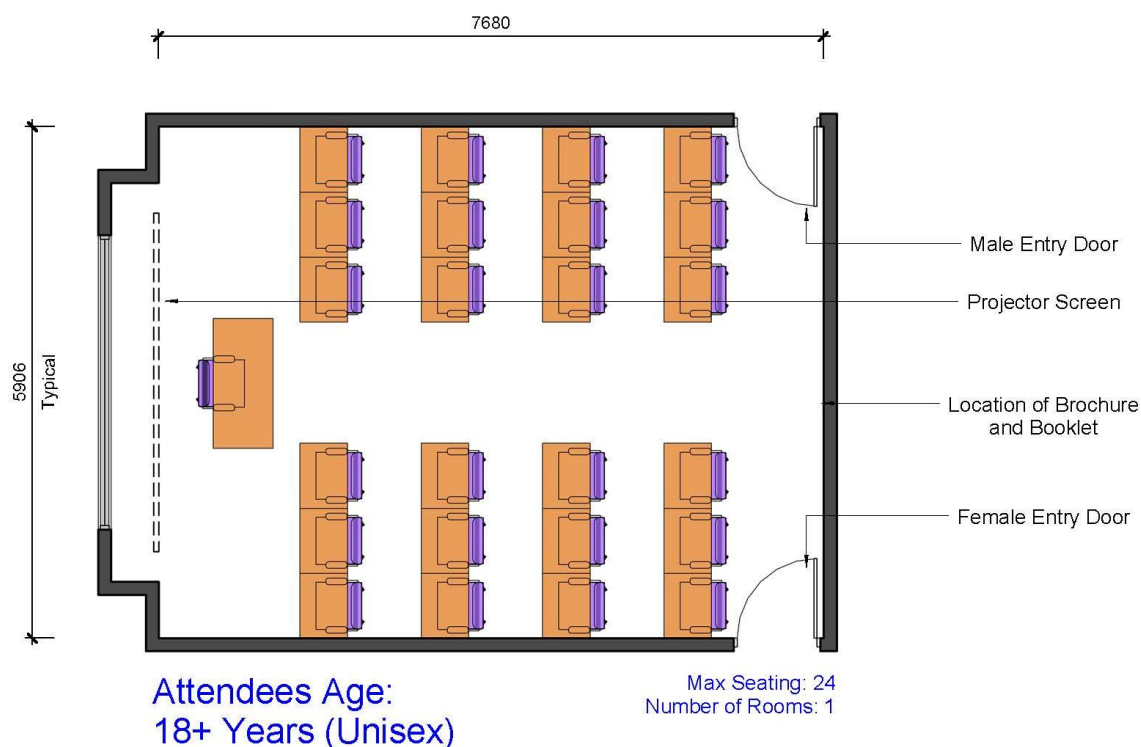 7680
5906
Typical
Male Entry Door
Projector Screen
Location of Brochure
and Booklet
Female Entry Door
Attendees Age:
18+ Years (Unisex)
Max Seating: 24
Number of Rooms: 1